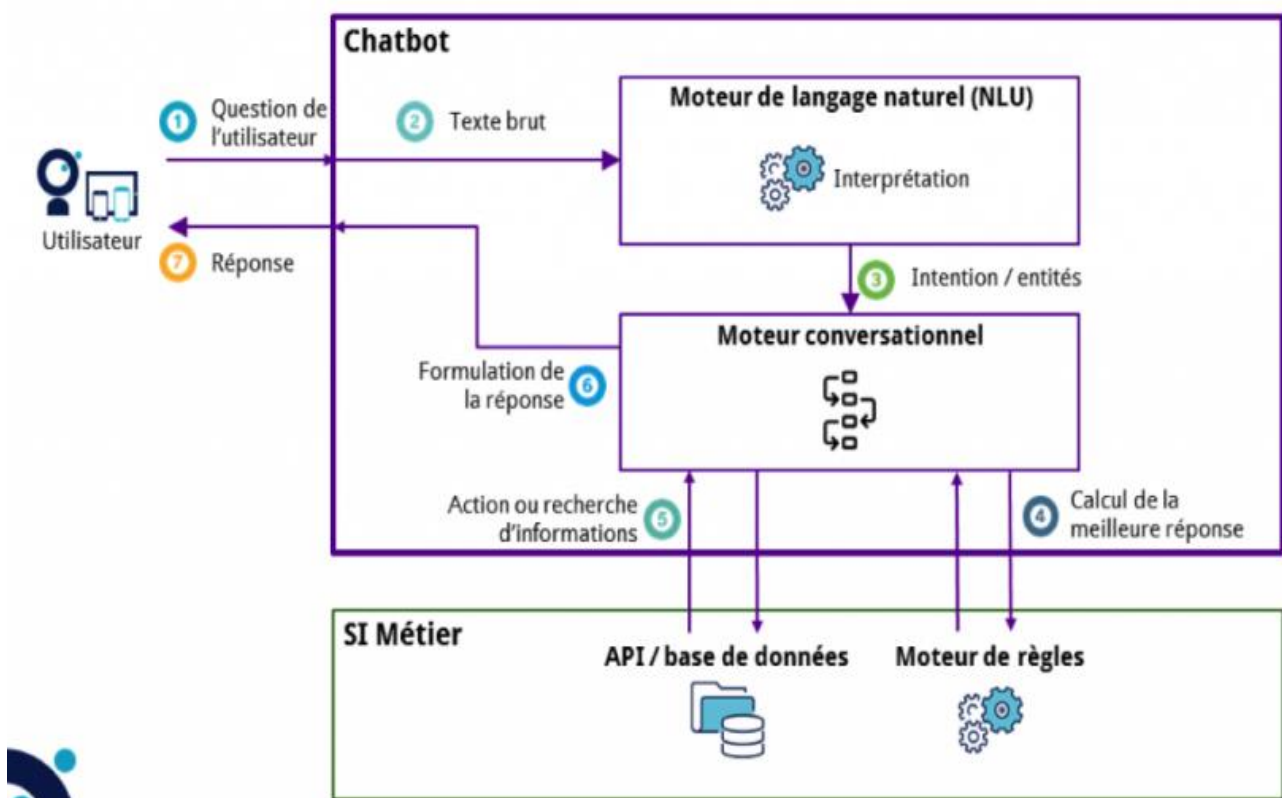 Chatbot
Moteur de langage naturel (NLU)
Interprétation
1
Question de
l'utilisateur
2
Texte brut
Utilisateur
7
Réponse
3
Intention / entités
Moteur conversationnel
Formulation de
la réponse
6
Action ou recherche
d'informations
5
4
Calcul de la
meilleure réponse
SI Métier
API / base de données
Moteur de règles